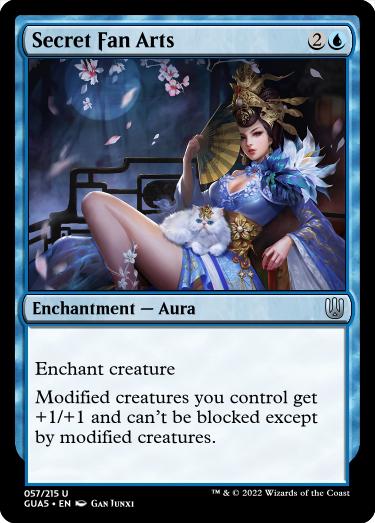 Secret Fan Arts 2
Enchantment — Aura
Enchant creature
Modified creatures you control get
+1/+1 and can't be blocked except
by modified creatures.
057/215 U
GUA5 • EN Gan Junxi
™ & © 2022 Wizards of the Coast